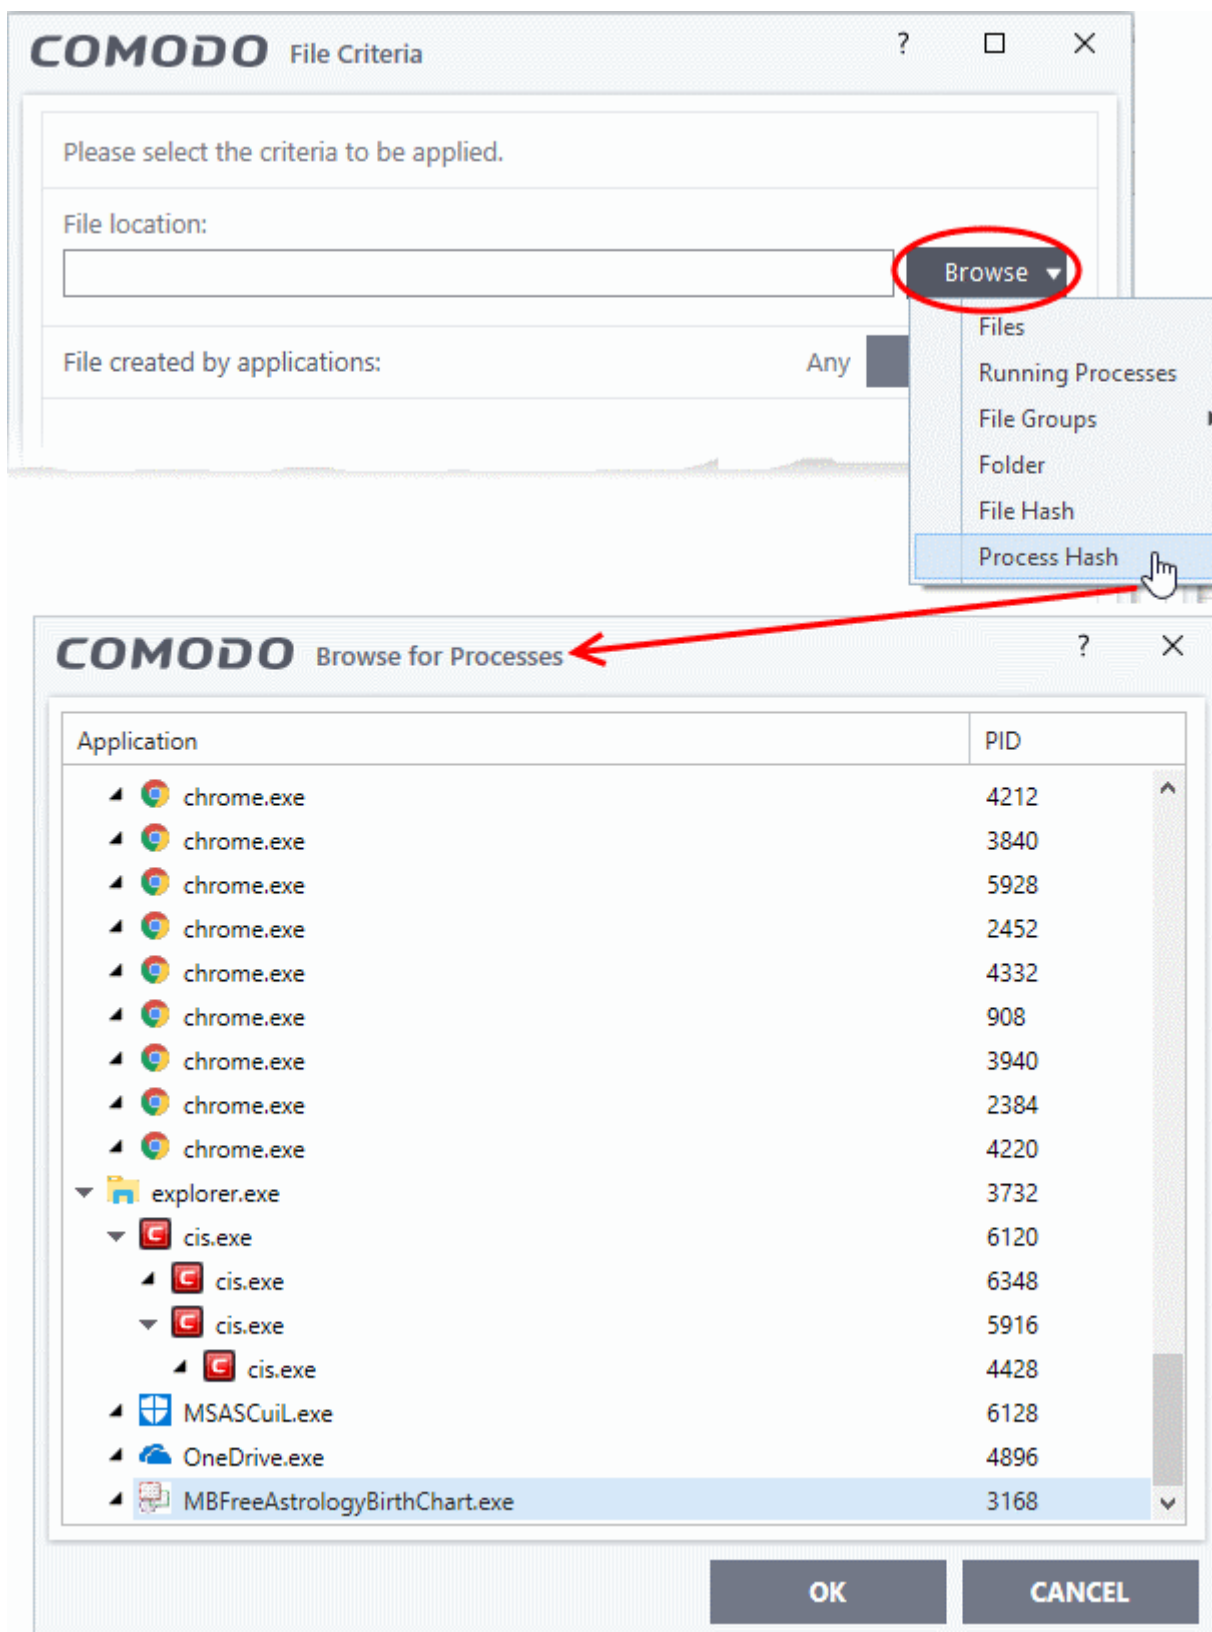 COMODO File Criteria ?
Please select the criteria to be applied.
File location:
Browse
Files
File created by applications: Any
Running Processes
File Groups
Folder
File Hash
Process Hash
COMODO Browse for Processes ?
Application PID
chrome.exe 4212
chrome.exe 3840
chrome.exe 5928
chrome.exe 2452
chrome.exe 4332
chrome.exe 908
chrome.exe 3940
chrome.exe 2384
chrome.exe 4220
explorer.exe 3732
cis.exe 6120
cis.exe 6348
cis.exe 5916
cis.exe 4428
MSASCuiL.exe 6128
OneDrive.exe 4896
MBFreeAstrologyBirthChart.exe 3168
OK CANCEL